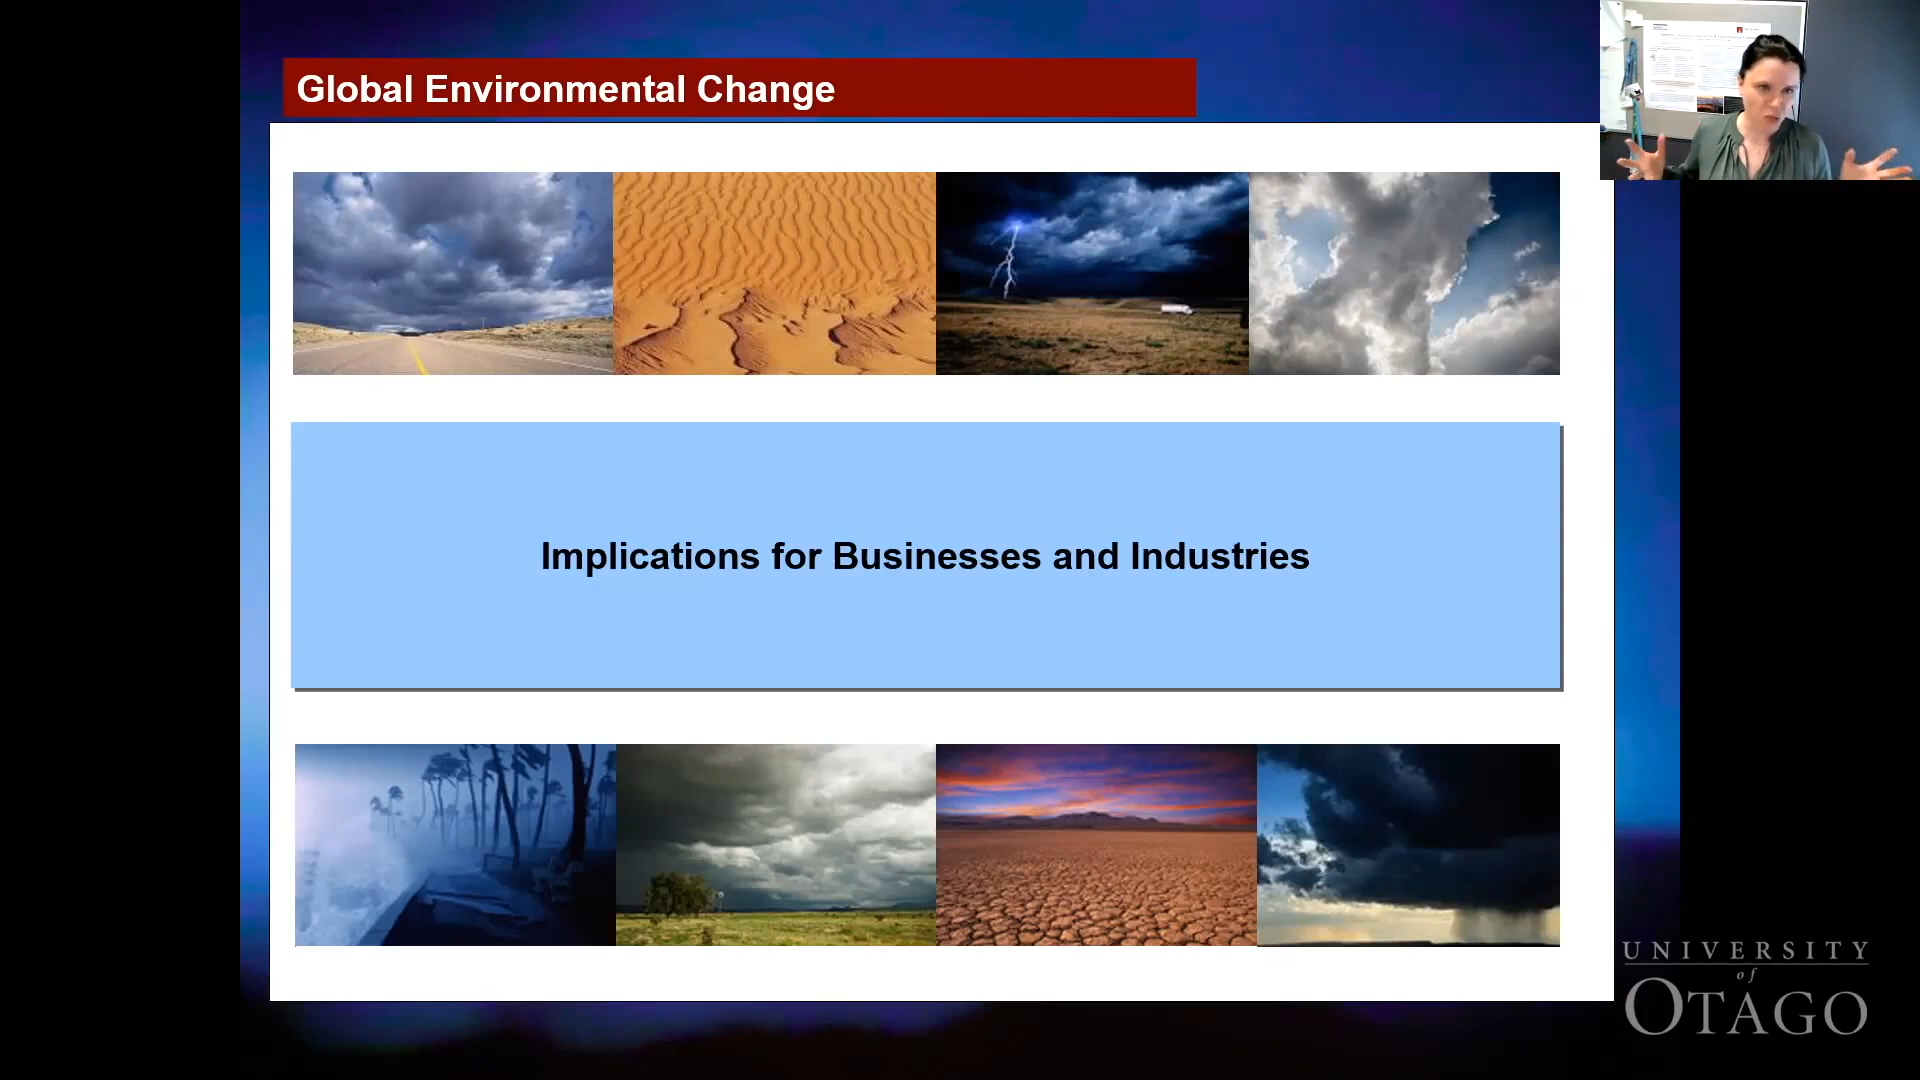 Global Environmental Change
Implications for Businesses and Industries
UNIVERSITY
of
OTAGO